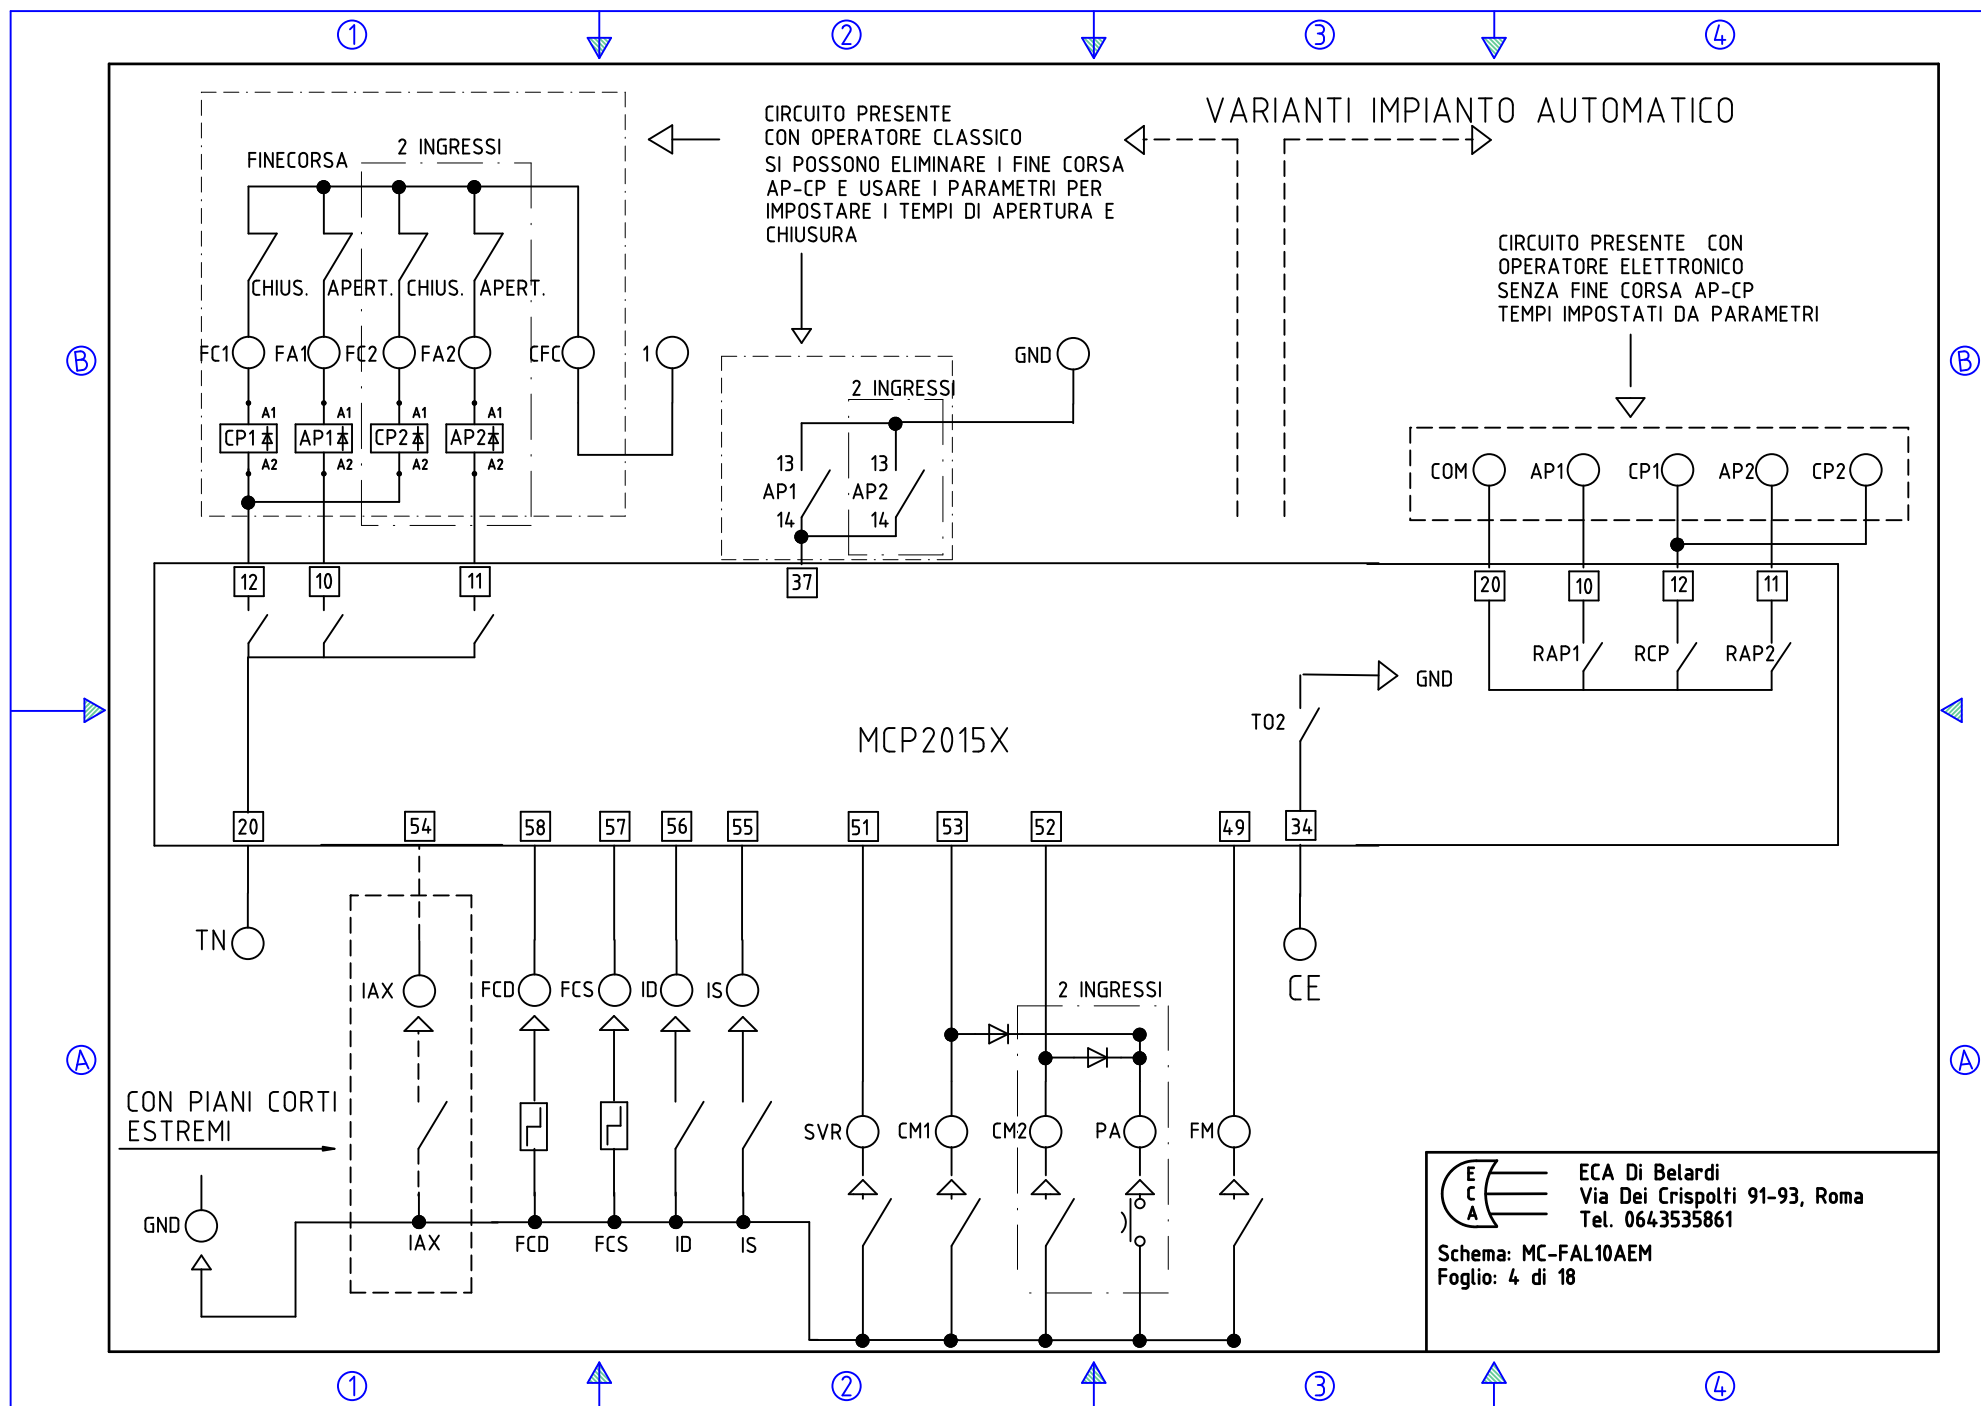 1 2 3 4
VARIANTI IMPIANTO AUTOMATICO
CIRCUITO PRESENTE
CON OPERATORE CLASSICO
SI POSSONO ELIMINARE I FINE CORSA
AP-CP E USARE I PARAMETRI PER
IMPOSTARE I TEMPI DI APERTURA E
CHIUSURA
FINECORSA
2 INGRESSI
CHIUS. APERT. CHIUS. APERT.
CIRCUITO PRESENTE CON
OPERATORE ELETTRONICO
SENZA FINE CORSA AP-CP
TEMPI IMPOSTATI DA PARAMETRI
B
FC1 FA1 FC2 FA2 CFC 1
GND
B
2 INGRESSI
A1 A1 A1 A1
CP1 AP1 CP2 AP2
A2 A2 A2 A2
13 13
AP1 AP2
14 14
COM AP1 CP1 AP2 CP2
12 10 11 37 20 10 12 11
RAP1 RCP RAP2
GND
TO2
MCP2015X
20 54 58 57 56 55 51 53 52 49 34
TN
CE
IAX FCD FCS ID IS
2 INGRESSI
A
A
CON PIANI CORTI
ESTREMI
SVR CM1 CM2 PA FM
GND
IAX FCD FCS ID IS
E
C
A
ECA Di Belardi
Via Dei Crispolti 91-93, Roma
Tel. 0643535861
Schema: MC-FAL10AEM
Foglio: 4 di 18
1 2 3 4